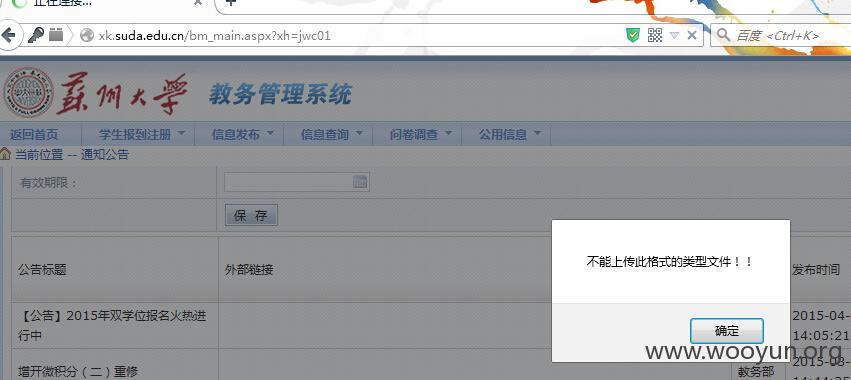 正在连接...
xk.suda.edu.cn/bm_main.aspx?xh=jwc01
百度 <Ctrl+K>
蘇州大学 教务管理系统
返回首页 学生报到注册 信息发布 信息查询 问卷调查 公用信息
当前位置 -- 通知公告
有效期限：
保 存
不能上传此格式的类型文件！！
确定
公告标题 外部链接 发布时间
【公告】2015年双学位报名火热进行中
2015-04-
14:05:21
www.wooyun.org
增开微积分（二）重修 教务部 2015-03-
14:44:25